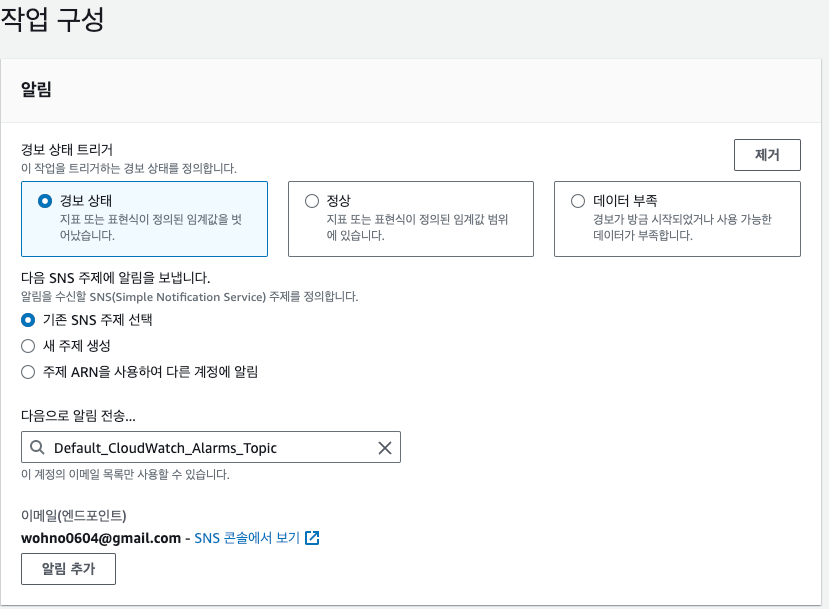 작업 구성
알림
경보 상태 트리거
이 작업을 트리거하는 경보 상태를 정의합니다.
제거
경보 상태
지표 또는 표현식이 정의된 임계값을 벗
어났습니다.
정상
지표 또는 표현식이 정의된 임계값 범위
에 있습니다.
데이터 부족
경보가 방금 시작되었거나 사용 가능한
데이터가 부족합니다.
다음 SNS 주제에 알림을 보냅니다.
알림을 수신할 SNS(Simple Notification Service) 주제를 정의합니다.
기존 SNS 주제 선택
새 주제 생성
주제 ARN을 사용하여 다른 계정에 알림
다음으로 알림 전송...
Default_CloudWatch_Alarms_Topic
이 계정의 이메일 목록만 사용할 수 있습니다.
이메일(엔드포인트)
wohno0604@gmail.com - SNS 콘솔에서 보기
알림 추가